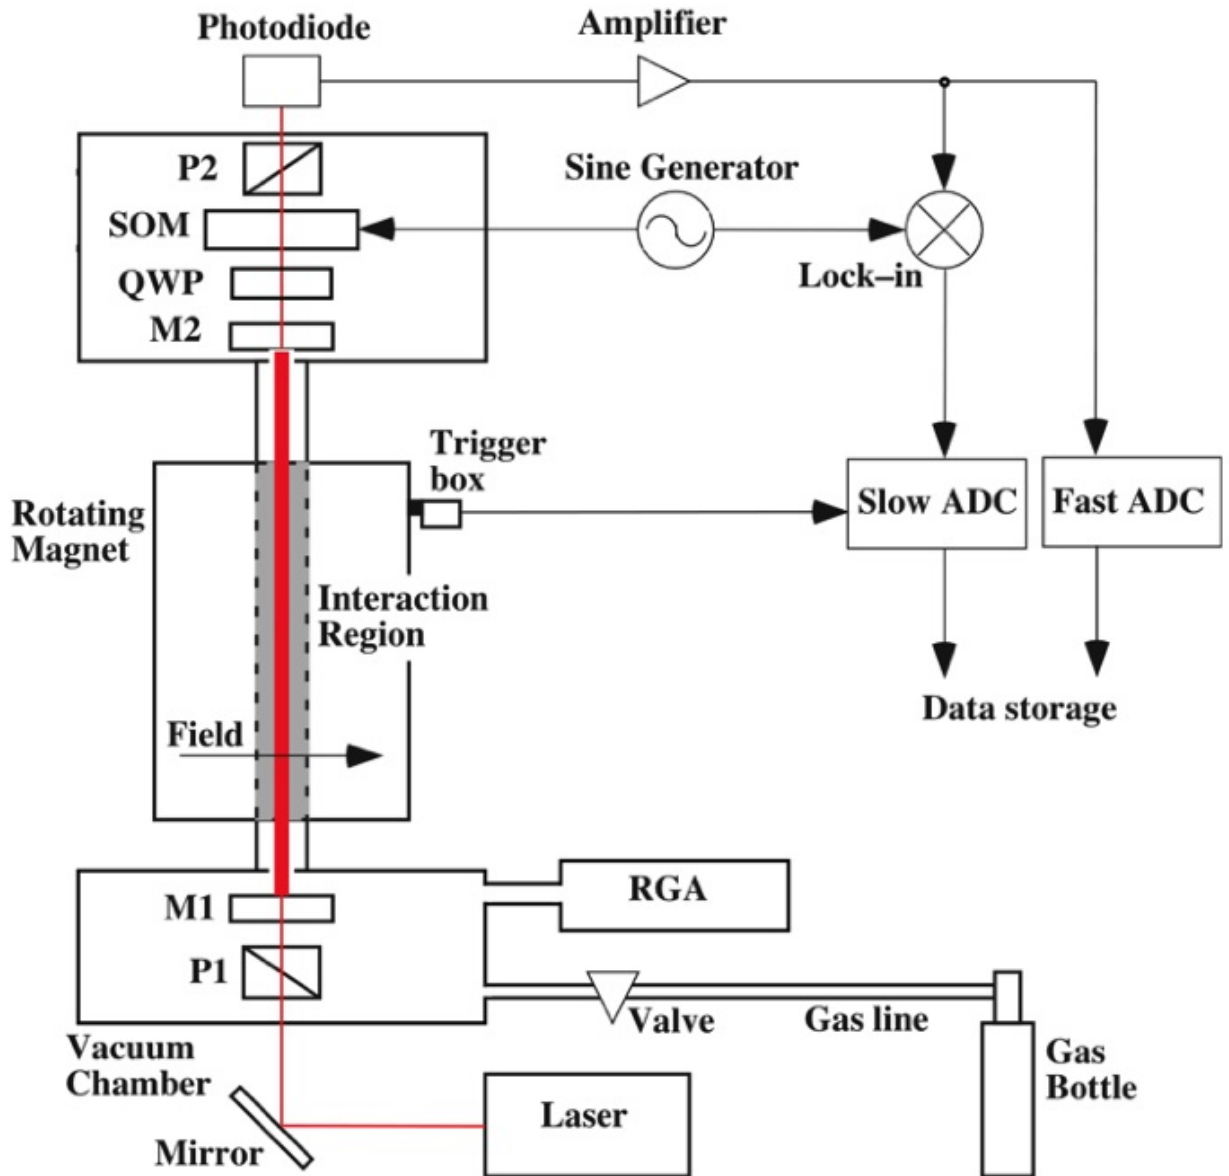 Photodiode
Amplifier
P2
Sine Generator
SOM
QWP
Lock–in
M2
Trigger
box
Slow ADC
Fast ADC
Rotating
Magnet
Interaction
Region
Data storage
Field
RGA
M1
P1
Valve
Gas line
Vacuum
Chamber
Gas
Bottle
Laser
Mirror